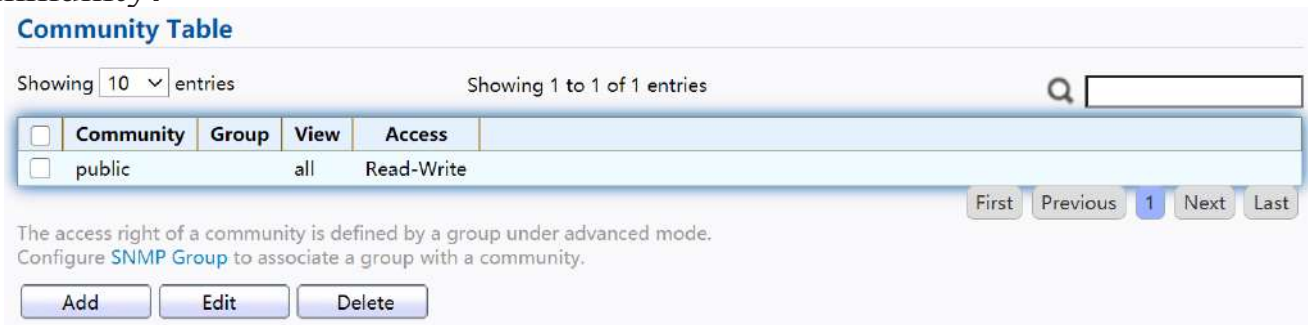 Community Table
Showing 10 entries Showing 1 to 1 of 1 entries
Community Group View Access
public all Read-Write
First Previous 1 Next Last
The access right of a community is defined by a group under advanced mode.
Configure SNMP Group to associate a group with a community.
Add Edit Delete